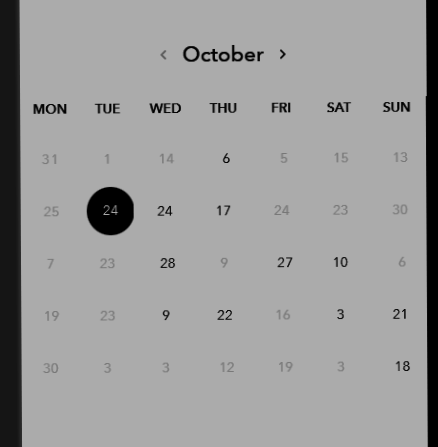 ‹ October ›
MON TUE WED THU FRI SAT SUN
31 1 14 6 5 15 13
25 24 24 17 24 23 30
7 23 28 9 27 10 6
19 23 9 22 16 3 21
30 3 3 12 19 3 18